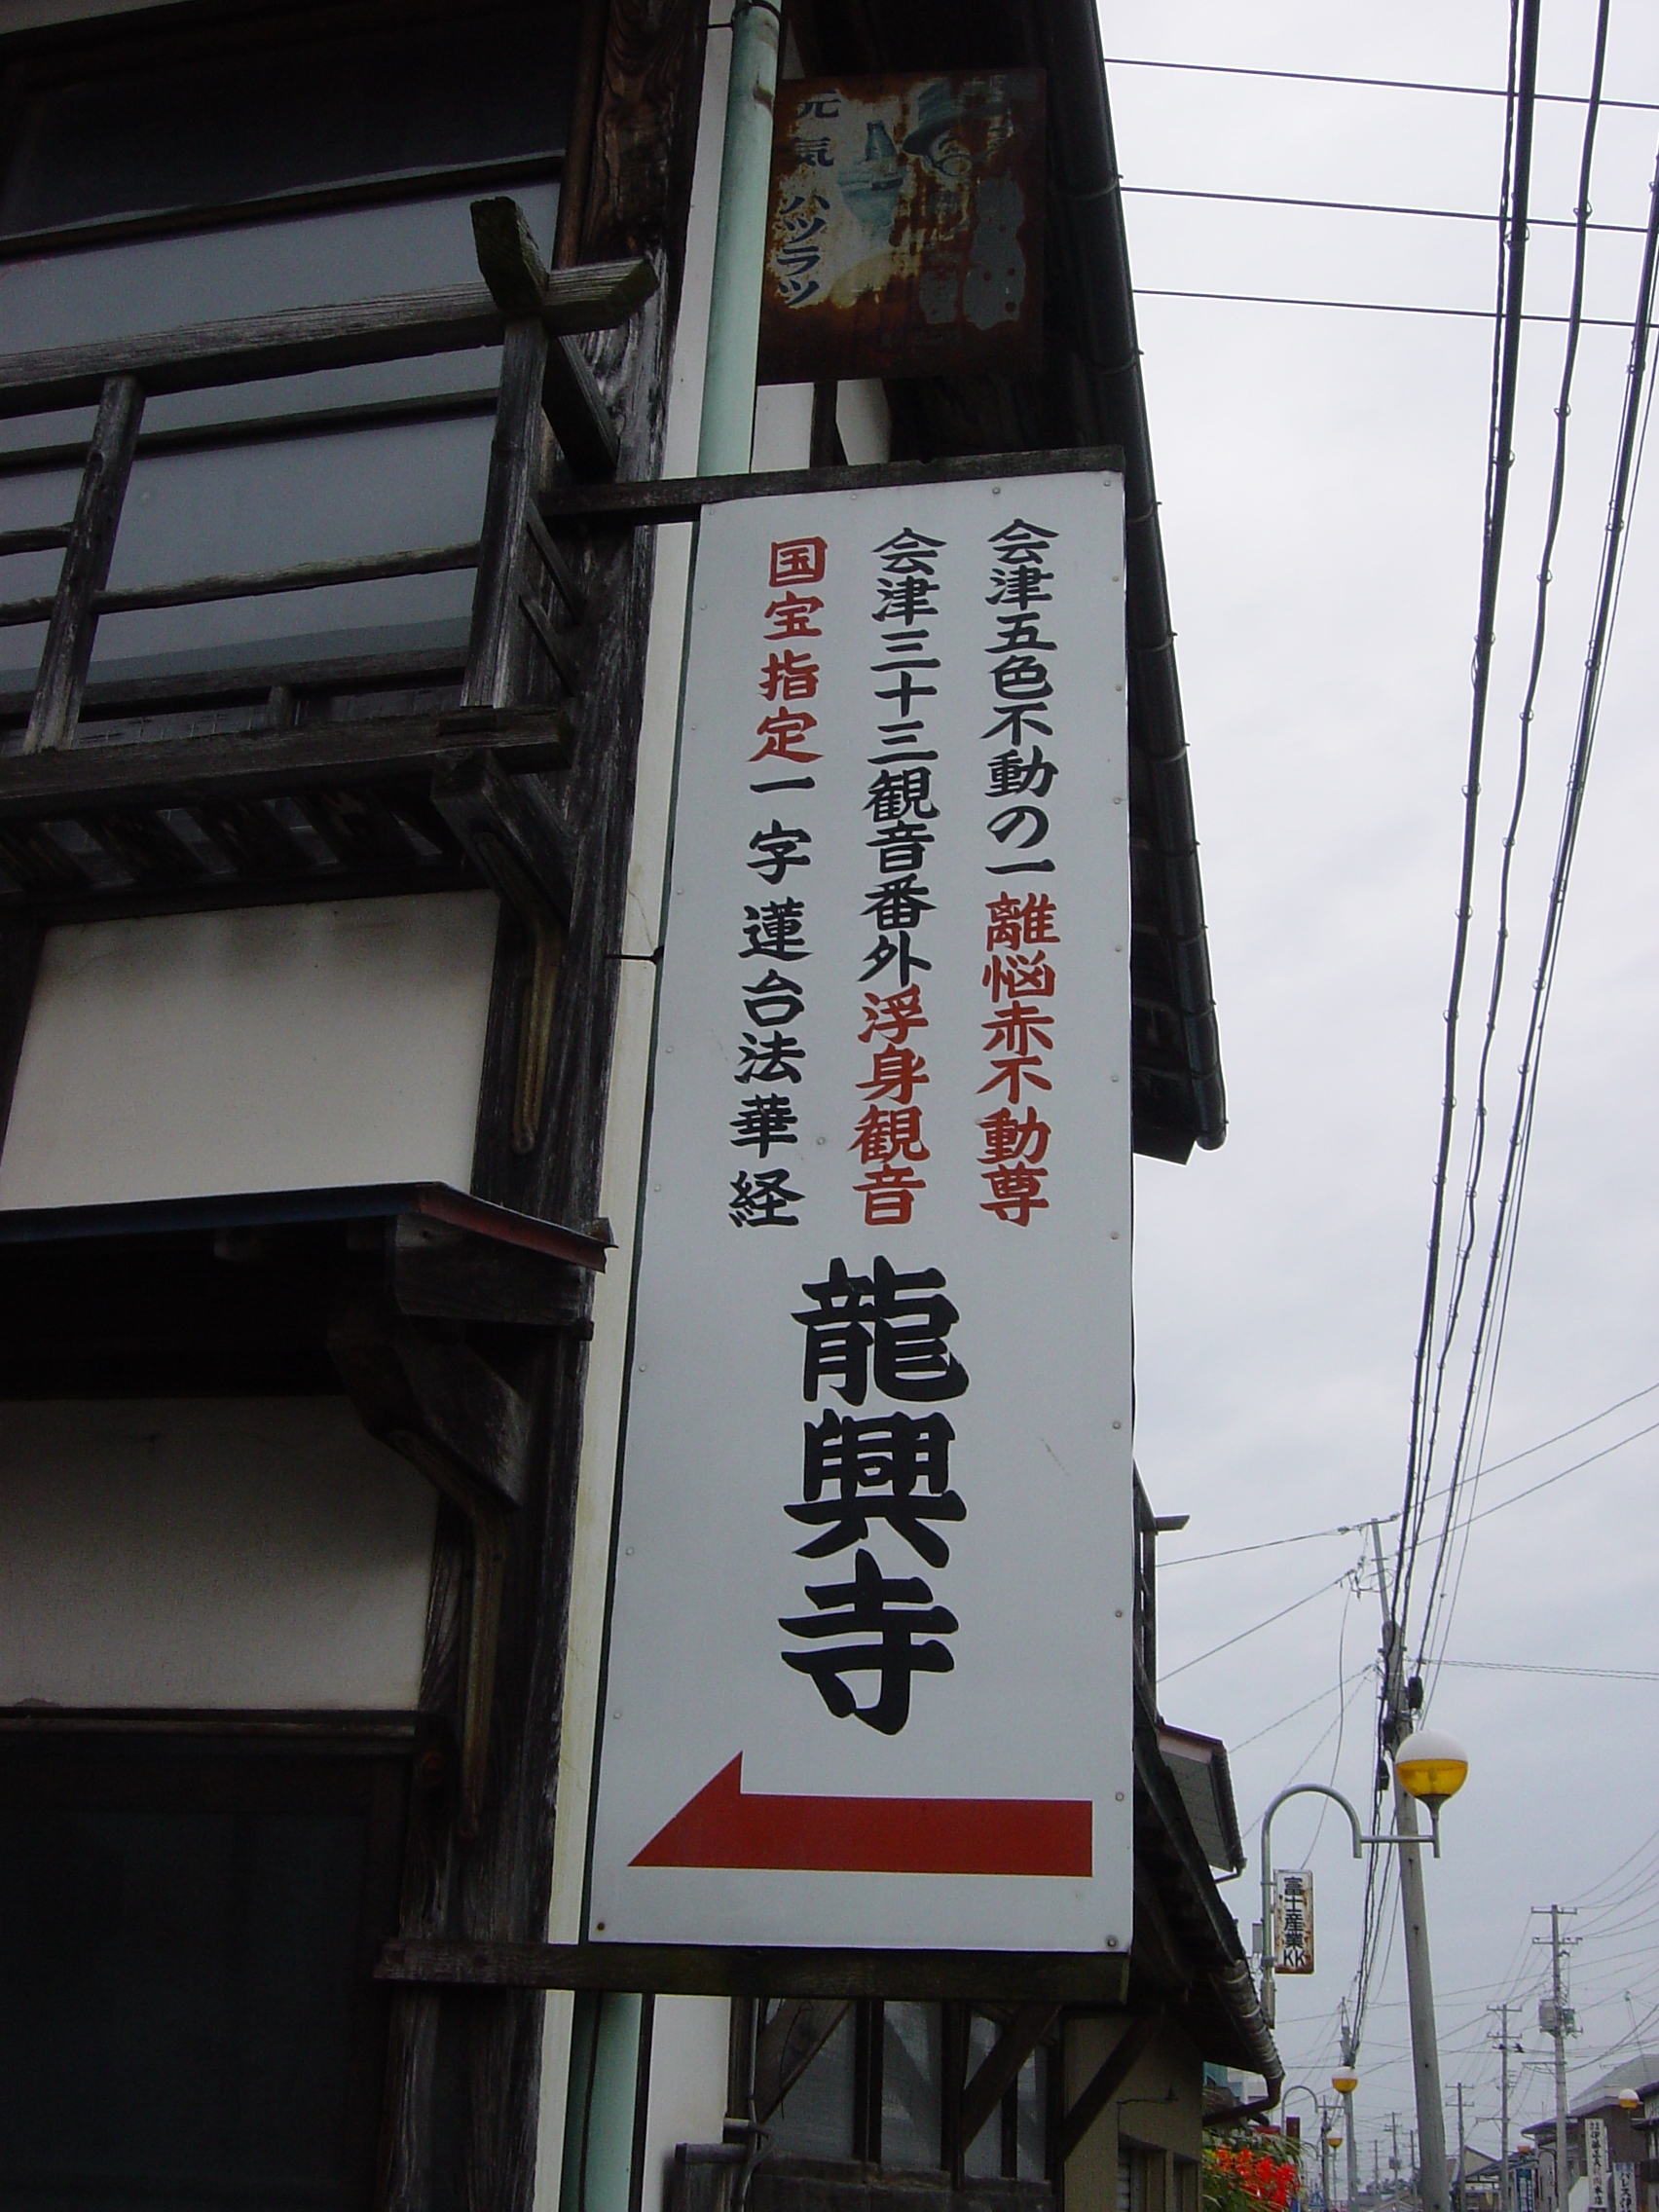 元気ハツラツ
会津五色不動の一離悩赤不動尊
会津三十三観音番外浮身観音
国宝指定一字蓮台法華経
龍興寺
富士産業KK